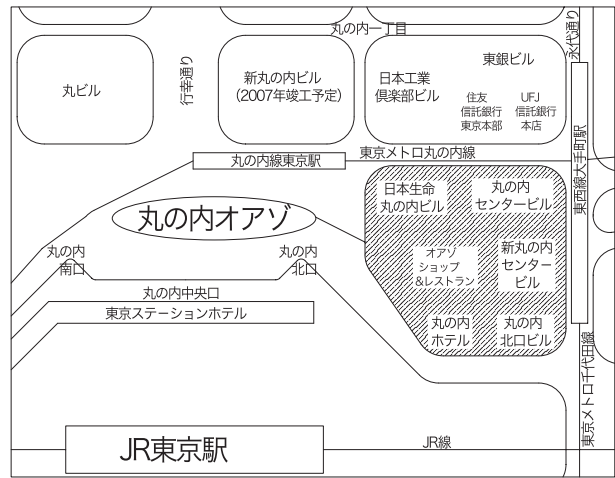 丸の内一丁目
永代通り
丸ビル
行幸通り
新丸の内ビル
(2007年竣工予定)
日本工業
倶楽部ビル
東銀ビル
住友
信託銀行
東京本部
UFJ
信託銀行
本店
丸の内線東京駅
東京メトロ丸の内線
東西線大手町駅
丸の内オアゾ
日本生命
丸の内ビル
丸の内
センタービル
オアゾ
ショップ
&レストラン
新丸の内
センター
ビル
丸の内
ホテル
丸の内
北口ビル
丸の内
南口
丸の内
北口
丸の内中央口
東京ステーションホテル
東京メトロ千代田線
JR東京駅
JR線